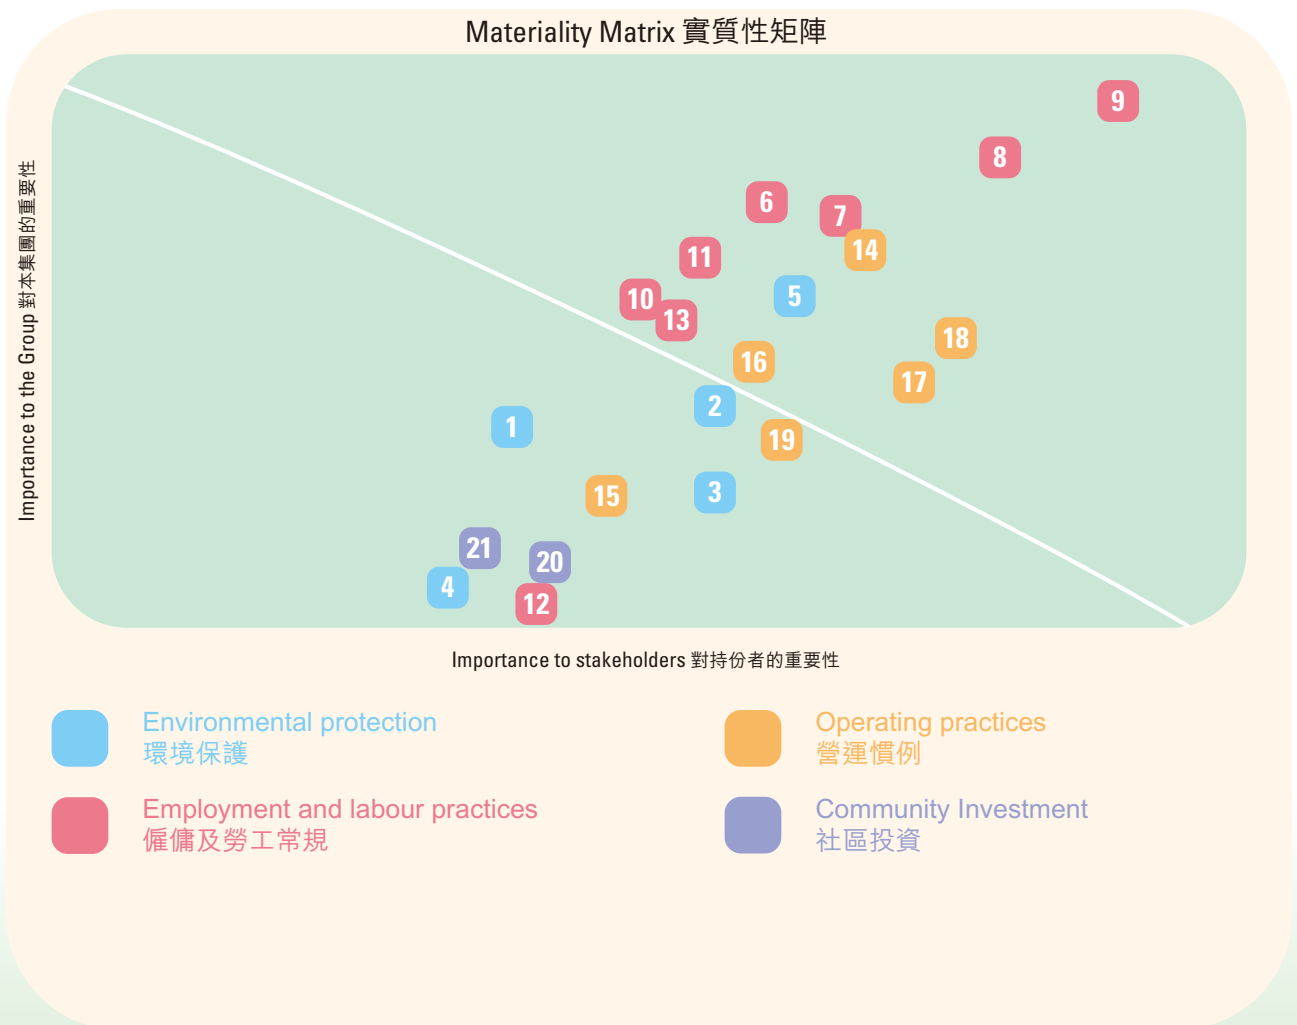 Materiality Matrix 實質性矩陣
Importance to the Group 對本集團的重要性
9
8
6
7
14
11
5
10
13
18
16
17
2
1
19
3
15
21
20
4
12
Importance to stakeholders 對持份者的重要性
Environmental protection
環境保護
Operating practices
營運慣例
Employment and labour practices
僱傭及勞工常規
Community Investment
社區投資